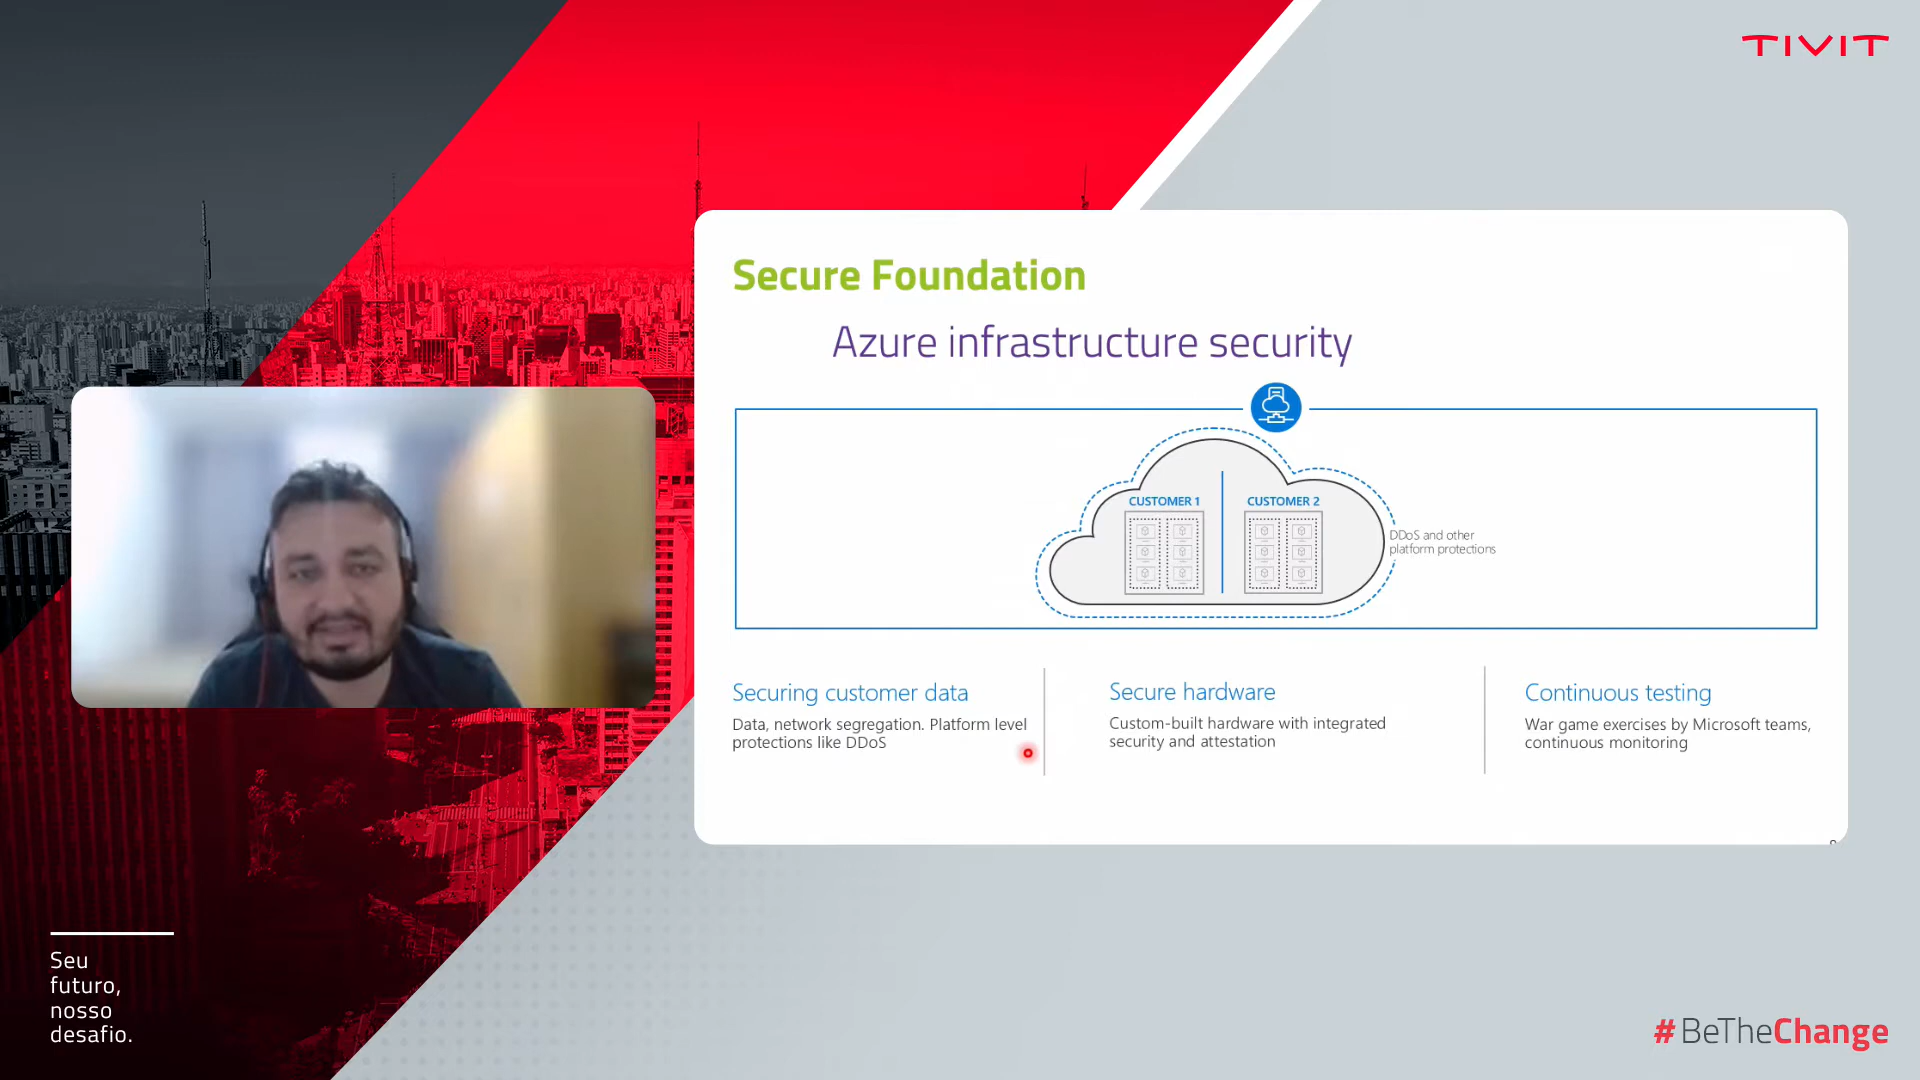 TIVIT
Secure Foundation
Azure infrastructure security
CUSTOMER 1
CUSTOMER 2
DDoS and other
platform protections
Securing customer data
Data, network segregation. Platform level
protections like DDoS
Secure hardware
Custom-built hardware with integrated
security and attestation
Continuous testing
War game exercises by Microsoft teams,
continuous monitoring
Seu
futuro,
nosso
desafio.
#BeTheChange